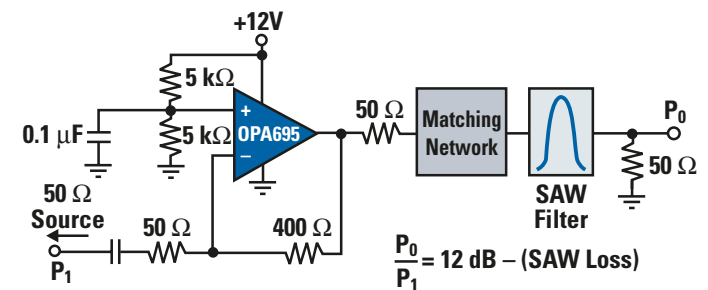 +12V
5 kΩ
+
OPA695
–
5 kΩ
0.1 μF
50 Ω
Matching
Network
SAW
Filter
P0
50 Ω
50 Ω
Source
P1
50 Ω
400 Ω
P0
P1
= 12 dB – (SAW Loss)